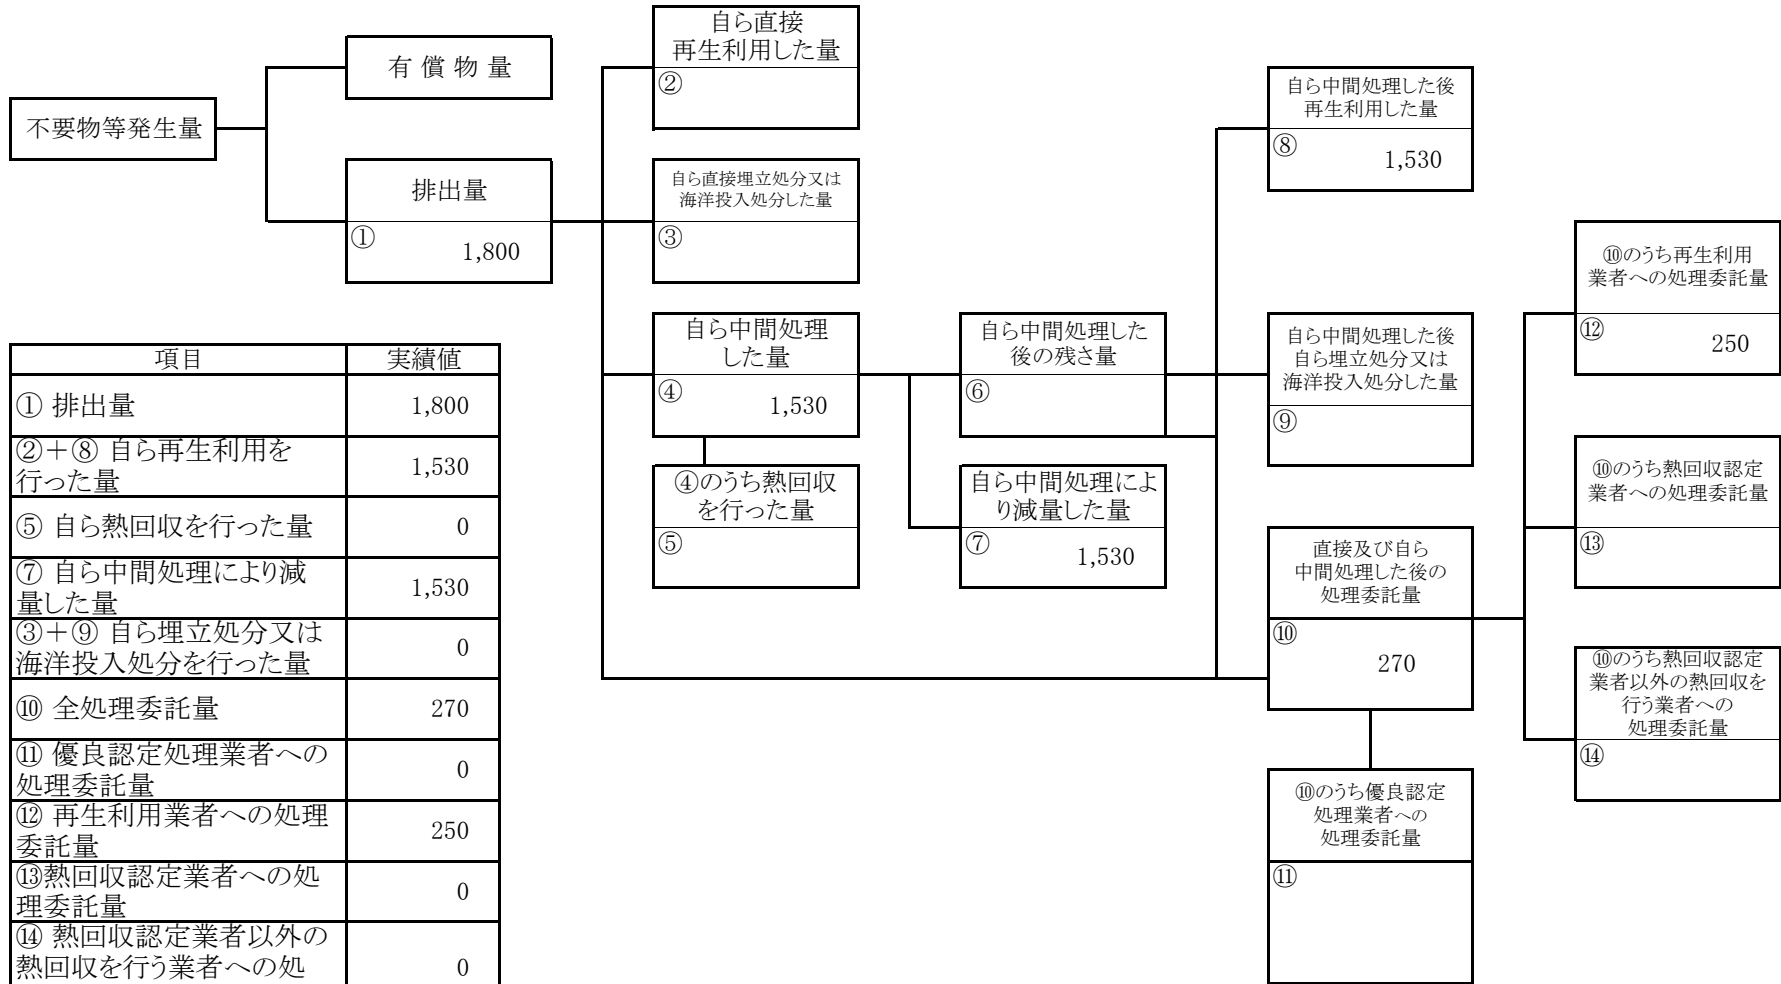 不要物等発生量
有 償 物 量
排出量
①
1,800
自ら直接
再生利用した量
②
自ら直接埋立処分又は
海洋投入処分した量
③
自ら中間処理
した量
④
1,530
④のうち熱回収
を行った量
⑤
自ら中間処理した
後の残さ量
⑥
自ら中間処理によ
り減量した量
⑦
1,530
自ら中間処理した後
再生利用した量
⑧
1,530
自ら中間処理した後
自ら埋立処分又は
海洋投入処分した量
⑨
直接及び自ら
中間処理した後の
処理委託量
⑩
270
⑩のうち優良認定
処理業者への
処理委託量
⑪
⑩のうち再生利用
業者への処理委託量
⑫
250
⑩のうち熱回収認定
業者への処理委託量
⑬
⑩のうち熱回収認定
業者以外の熱回収を
行う業者への
処理委託量
⑭
項目 実績値
① 排出量 1,800
②＋⑧ 自ら再生利用を
行った量 1,530
⑤ 自ら熱回収を行った量 0
⑦ 自ら中間処理により減
量した量 1,530
③＋⑨ 自ら埋立処分又は
海洋投入処分を行った量 0
⑩ 全処理委託量 270
⑪ 優良認定処理業者への
処理委託量 0
⑫ 再生利用業者への処理
委託量 250
⑬熱回収認定業者への処
理委託量 0
⑭ 熱回収認定業者以外の
熱回収を行う業者への処 0